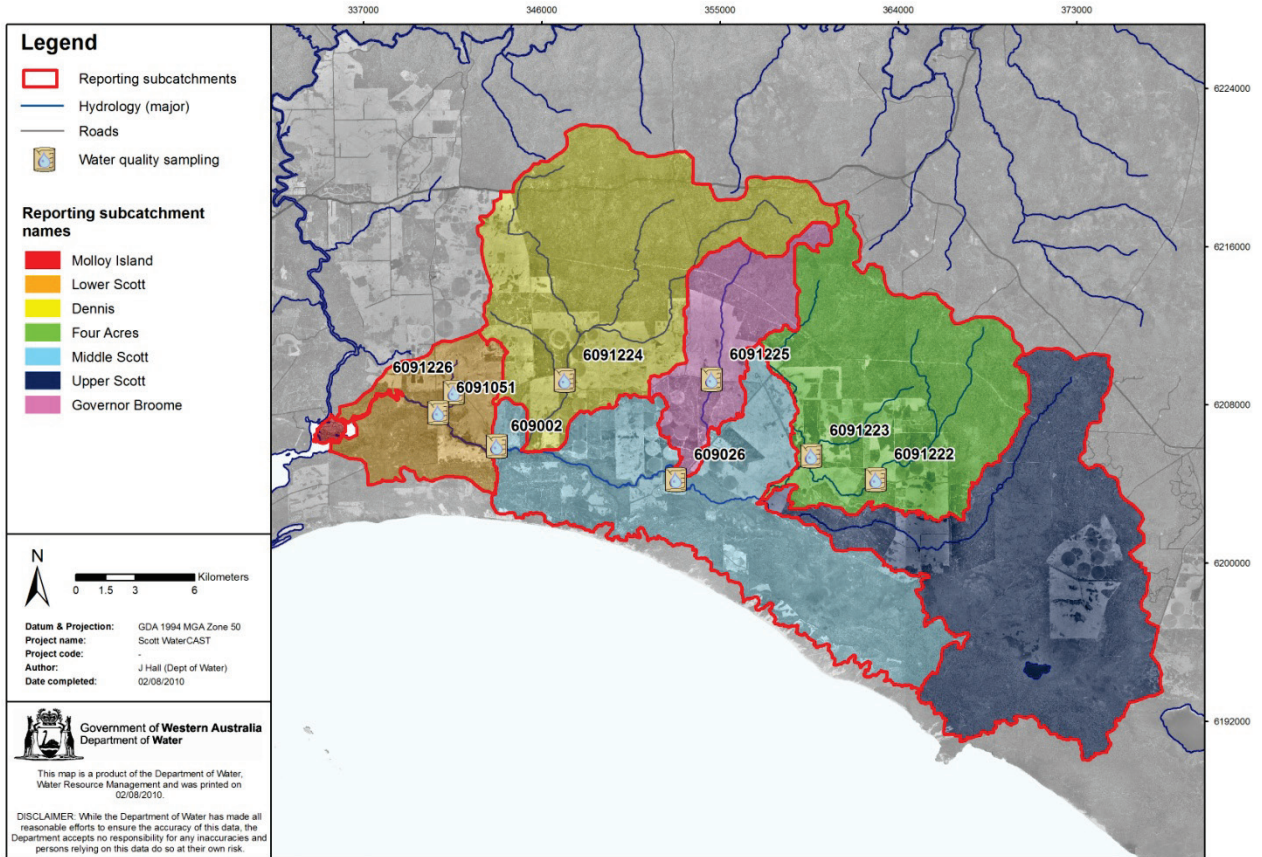 337000
346000
355000
364000
373000
Legend
Reporting subcatchments
Hydrology (major)
Roads
Water quality sampling
Reporting subcatchment
names
Molloy Island
Lower Scott
Dennis
Four Acres
Middle Scott
Upper Scott
Governor Broome
6224000
6216000
6208000
6200000
6192000
6091224
6091225
6091226
6091051
609002
609026
6091223
6091222
N
Kilometers
0 1.5 3 6
Datum & Projection: GDA 1994 MGA Zone 50
Project name: Scott WaterCAST
Project code: -
Author: J Hall (Dept of Water)
Date completed: 02/08/2010
Government of Western Australia
Department of Water
This map is a product of the Department of Water,
Water Resource Management and was printed on
02/08/2010.
DISCLAIMER: While the Department of Water has made all
reasonable efforts to ensure the accuracy of this data, the
Department accepts no responsibility for any inaccuracies and
persons relying on this data do so at their own risk.